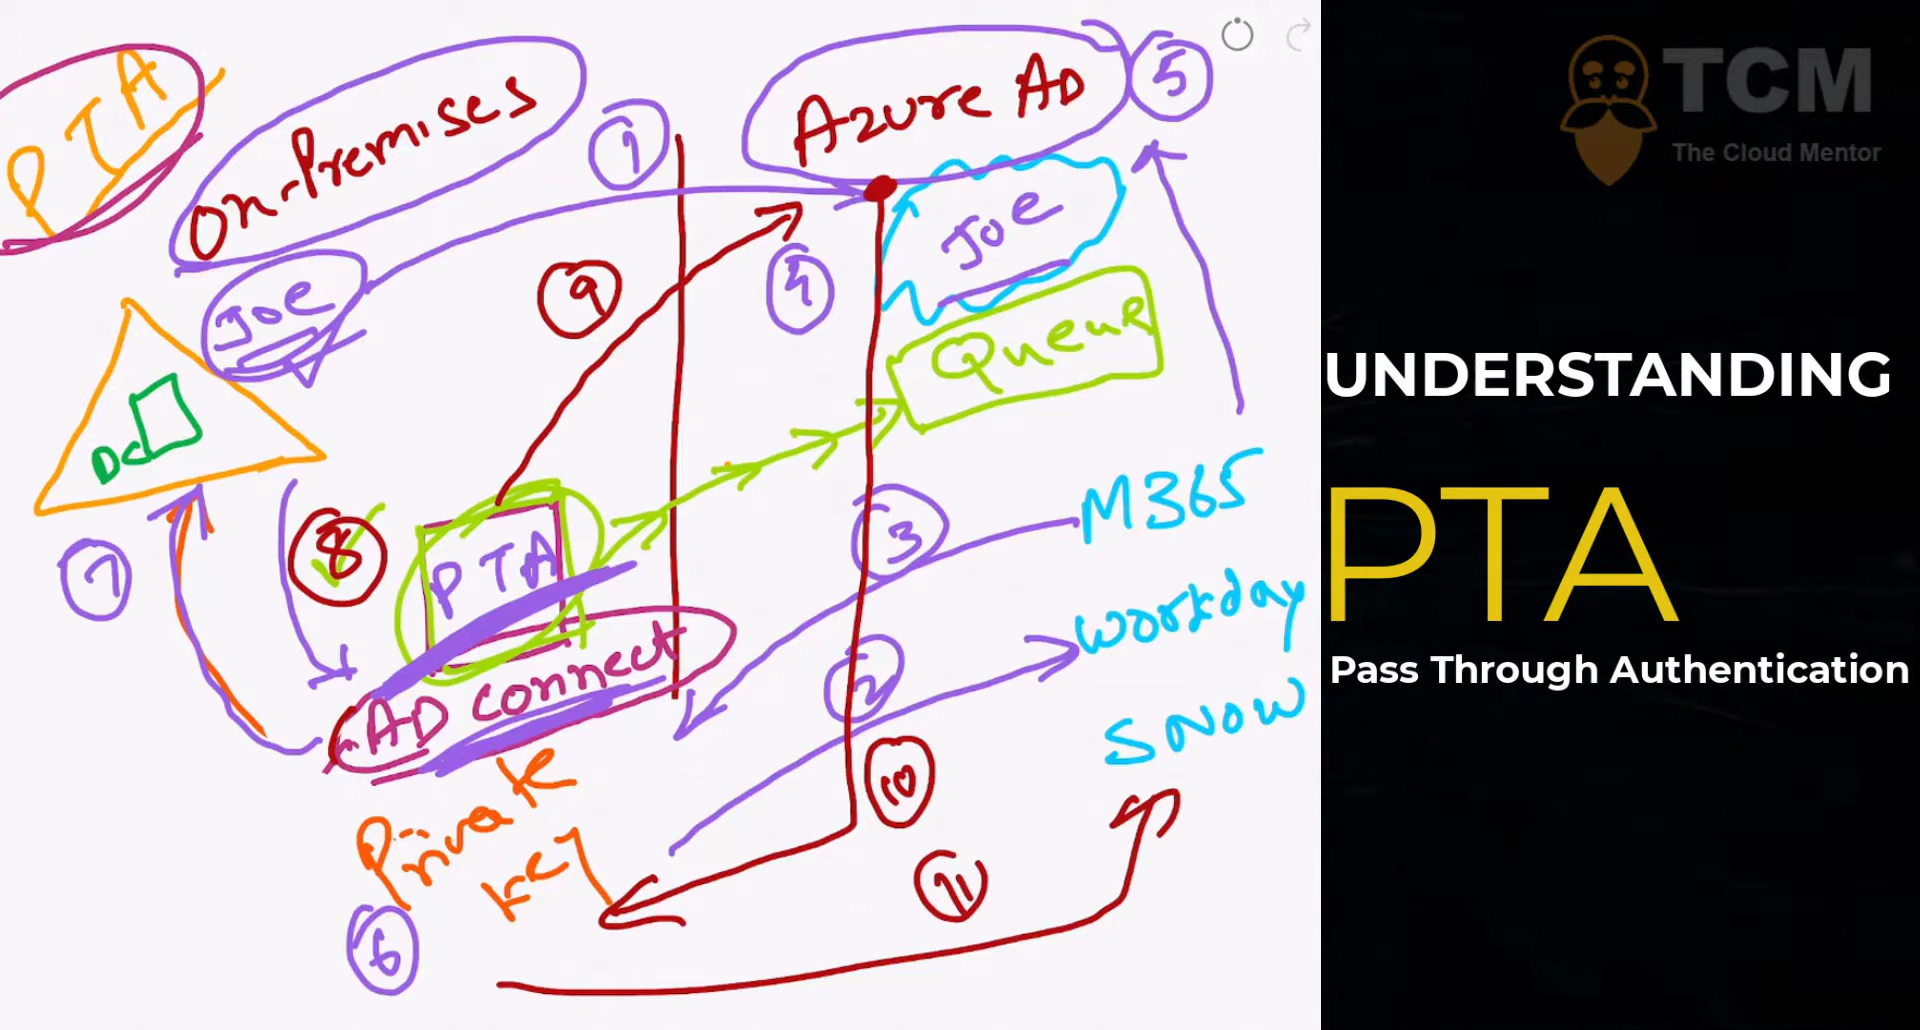 PTA
On-Premises
1
Azure AD
5
Joe
Joe
9
4
Queue
DC
M365
3
8
PTA
7
Workday
AD Connect
2
SNOW
Private
Key
10
11
6
TCM
The Cloud Mentor
UNDERSTANDING
PTA
Pass Through Authentication